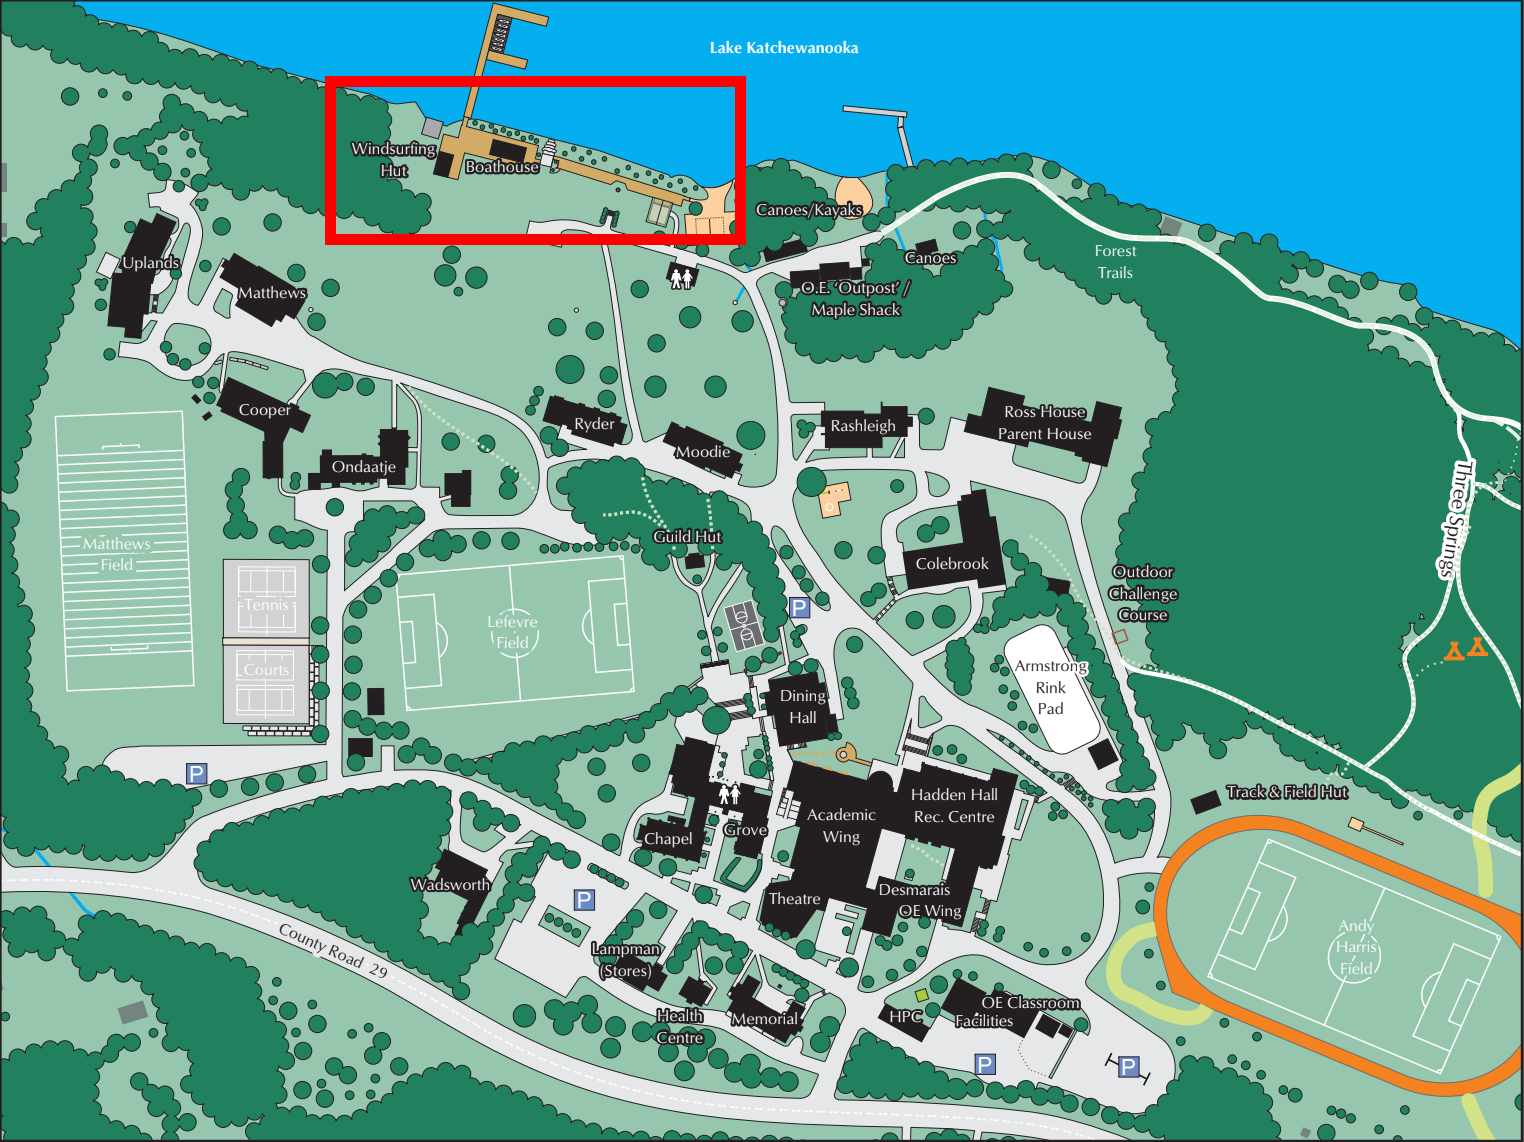 Lake Katchewanooka
Windsurfing
Hut
Boathouse
Canoes/Kayaks
Canoes
Forest
Trails
Uplands
Matthews
O.E. 'Outpost' /
Maple Shack
Cooper
Ryder
Rashleigh
Ross House
Parent House
Moodie
Ondaatje
Three Springs
Matthews
Field
Guild Hut
Colebrook
Outdoor
Challenge
Course
Tennis
Courts
Lefevre
Field
P
Armstrong
Rink
Pad
Dining
Hall
P
Track & Field Hut
Hadden Hall
Rec. Centre
Academic
Wing
Chapel
Grove
Wadsworth
P
Theatre
Desmarais
OE Wing
County Road 29
Lampman
(Stores)
Andy
Harris
Field
Health
Centre
Memorial
HPC
OE Classroom
Facilities
P
P